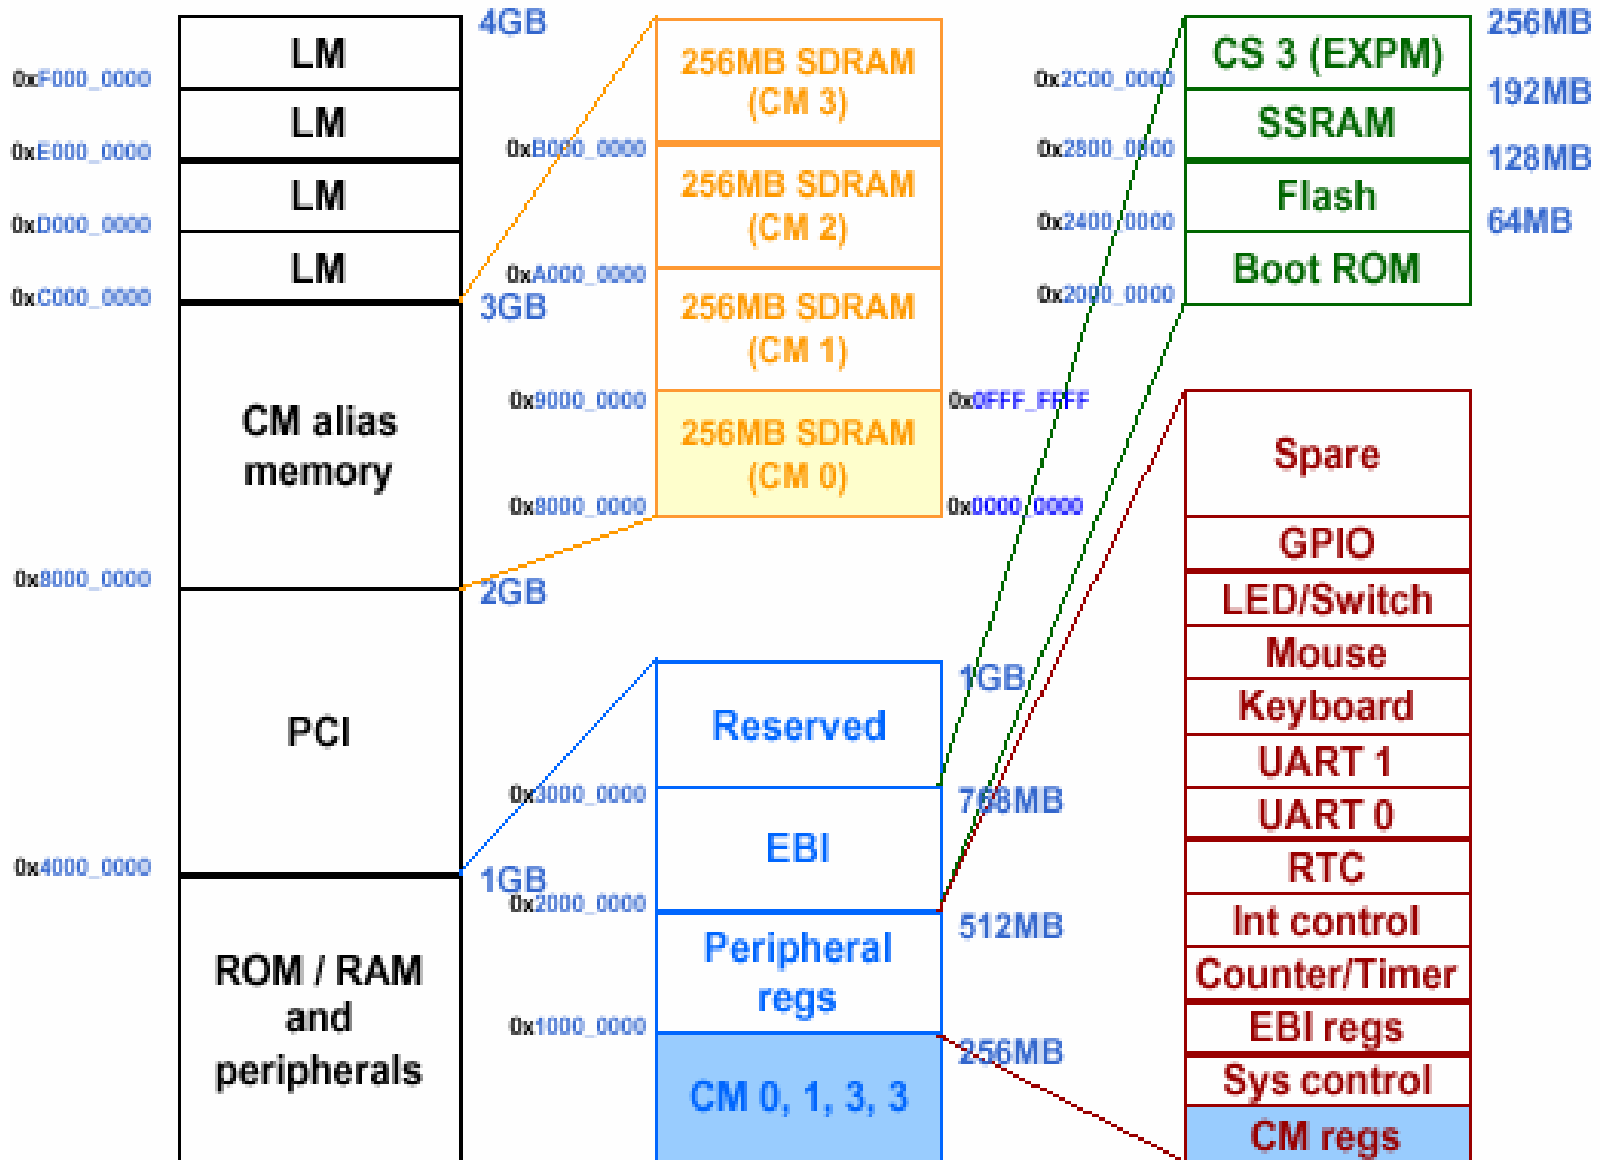 4GB
LM
0xF000_0000
LM
0xE000_0000
LM
0xD000_0000
LM
0xC000_0000
3GB
CM alias
memory
0x8000_0000
2GB
PCI
0x4000_0000
1GB
ROM / RAM
and
peripherals
256MB SDRAM
(CM 3)
0xB000_0000
256MB SDRAM
(CM 2)
0xA000_0000
256MB SDRAM
(CM 1)
0x9000_0000
0x0FFF_FFFF
256MB SDRAM
(CM 0)
0x8000_0000
0x0000_0000
1GB
Reserved
0x3000_0000
768MB
EBI
0x2000_0000
512MB
Peripheral
regs
0x1000_0000
256MB
CM 0, 1, 3, 3
256MB
CS 3 (EXPM)
0x2C00_0000
192MB
SSRAM
0x2800_0000
128MB
Flash
0x2400_0000
64MB
Boot ROM
0x2000_0000
Spare
GPIO
LED/Switch
Mouse
Keyboard
UART 1
UART 0
RTC
Int control
Counter/Timer
EBI regs
Sys control
CM regs